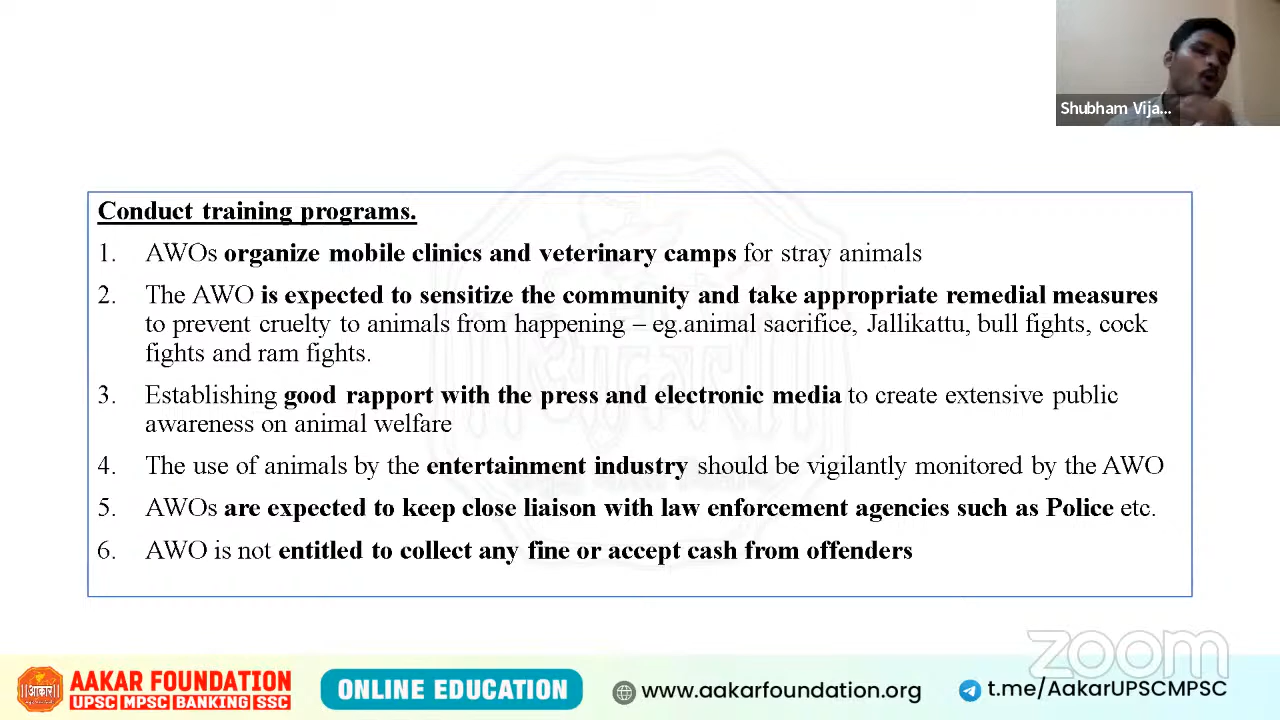 Shubham Vija...
Conduct training programs.
1. AWOs organize mobile clinics and veterinary camps for stray animals
2. The AWO is expected to sensitize the community and take appropriate remedial measures
to prevent cruelty to animals from happening – eg.animal sacrifice, Jallikattu, bull fights, cock
fights and ram fights.
3. Establishing good rapport with the press and electronic media to create extensive public
awareness on animal welfare
4. The use of animals by the entertainment industry should be vigilantly monitored by the AWO
5. AWOs are expected to keep close liaison with law enforcement agencies such as Police etc.
6. AWO is not entitled to collect any fine or accept cash from offenders
zoom
॥आकार॥
AAKAR FOUNDATION
UPSC MPSC BANKING SSC
ONLINE EDUCATION
www.aakarfoundation.org
t.me/AakarUPSCMPSC